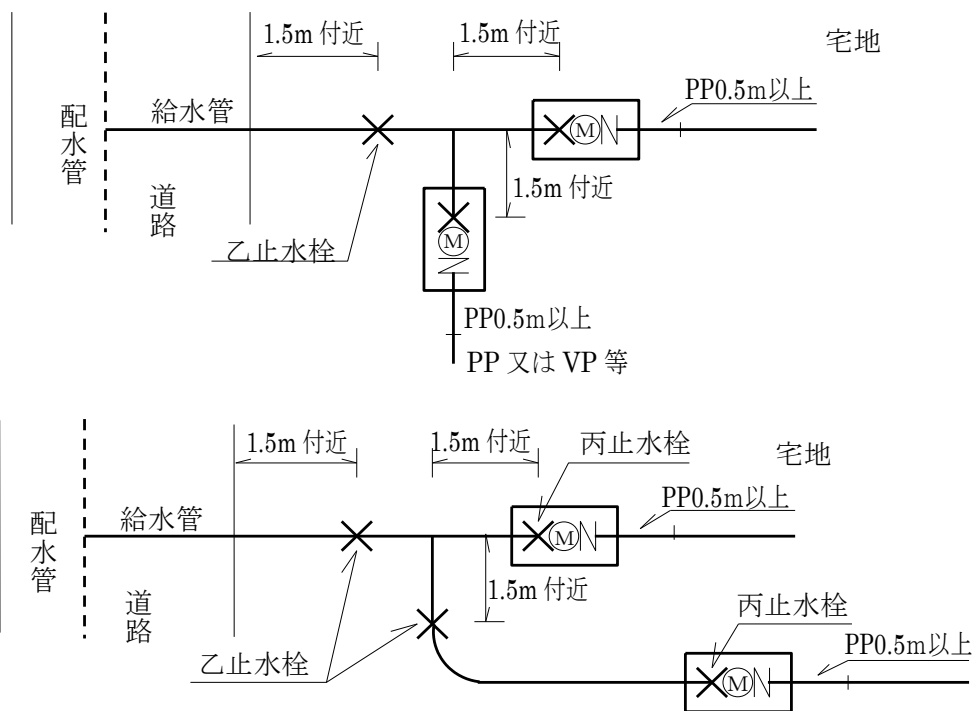 1.5m 付近
1.5m 付近
宅地
PP0.5m以上
配水管
給水管
M
1.5m 付近
道路
乙止水栓
M
PP0.5m以上
PP 又は VP 等
1.5m 付近
1.5m 付近
丙止水栓
宅地
PP0.5m以上
配水管
給水管
M
1.5m 付近
道路
丙止水栓
乙止水栓
PP0.5m以上
M